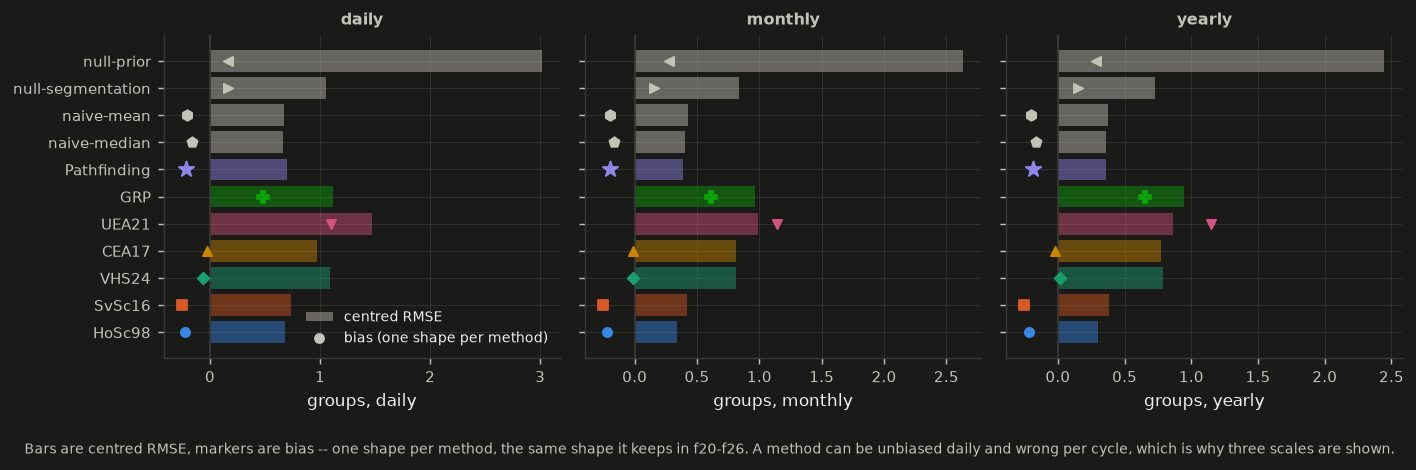 daily
monthly
yearly
null-prior
null-segmentation
naive-mean
naive-median
Pathfinding
GRP
UEA21
CEA17
VHS24
SvSc16
HoSc98
centred RMSE
bias (one shape per method)
0 1 2 3
0.0 0.5 1.0 1.5 2.0 2.5
0.0 0.5 1.0 1.5 2.0 2.5
groups, daily
groups, monthly
groups, yearly
Bars are centred RMSE, markers are bias -- one shape per method, the same shape it keeps in f20-f26. A method can be unbiased daily and wrong per cycle, which is why three scales are shown.